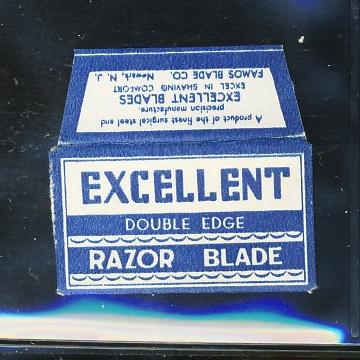 A product of the finest surgical steel and
precision manufacture.
EXCELLENT BLADES
EXCEL IN SHAVING COMFORT
FAMOS BLADE CO. Newark, N. J.
EXCELLENT
DOUBLE EDGE
RAZOR BLADE